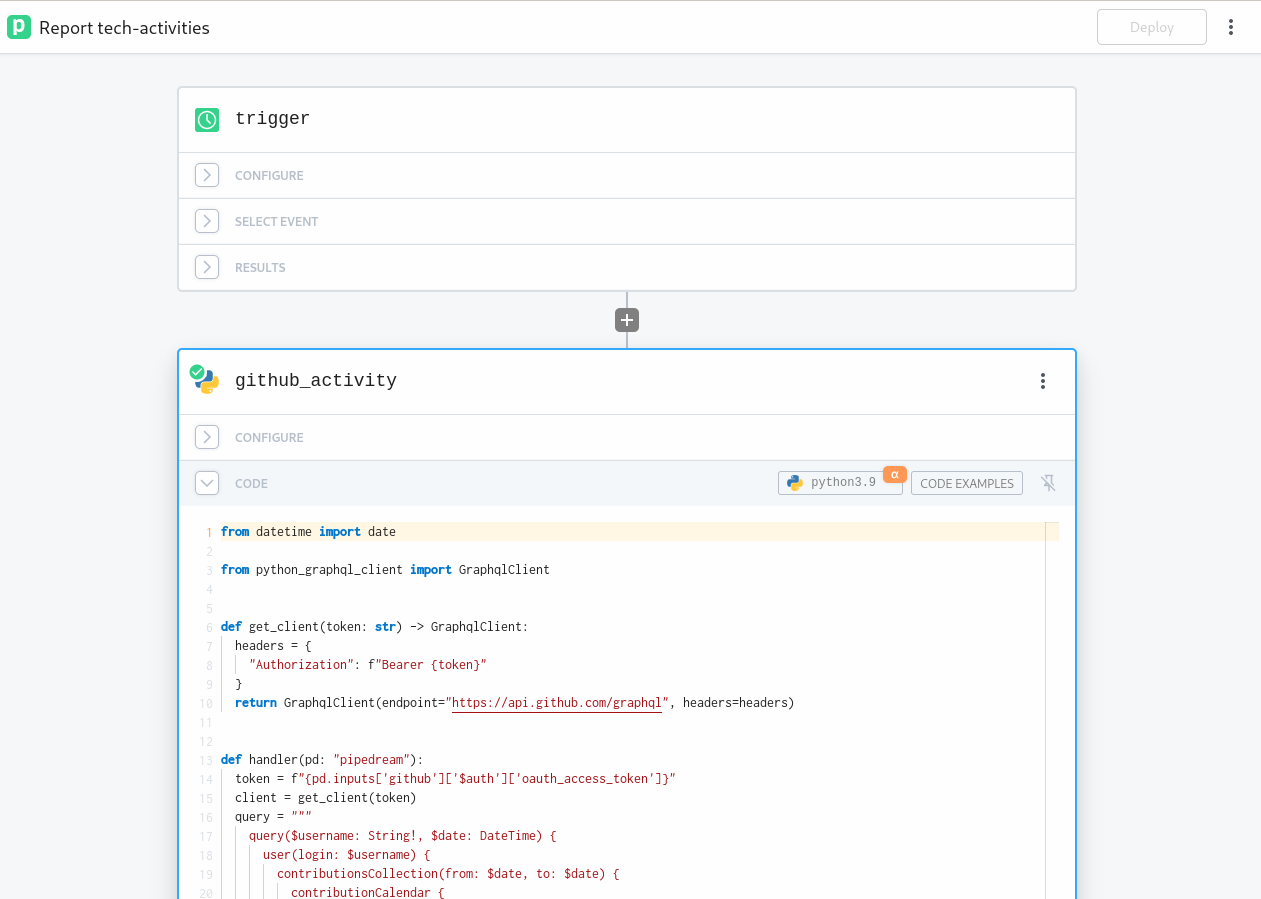 p Report tech-activities
Deploy
trigger
CONFIGURE
SELECT EVENT
RESULTS
github_activity
CONFIGURE
CODE
python3.9
α
CODE EXAMPLES
1 from datetime import date
2
3 from python_graphql_client import GraphqlClient
4
5
6 def get_client(token: str) -> GraphqlClient:
7   headers = {
8     "Authorization": f"Bearer {token}"
9   }
10   return GraphqlClient(endpoint="https://api.github.com/graphql", headers=headers)
11
12
13 def handler(pd: "pipedream"):
14   token = f"{pd.inputs['github']['$auth']['oauth_access_token']}"
15   client = get_client(token)
16   query = """
17     query($username: String!, $date: DateTime) {
18       user(login: $username) {
19         contributionsCollection(from: $date, to: $date) {
20           contributionCalendar {